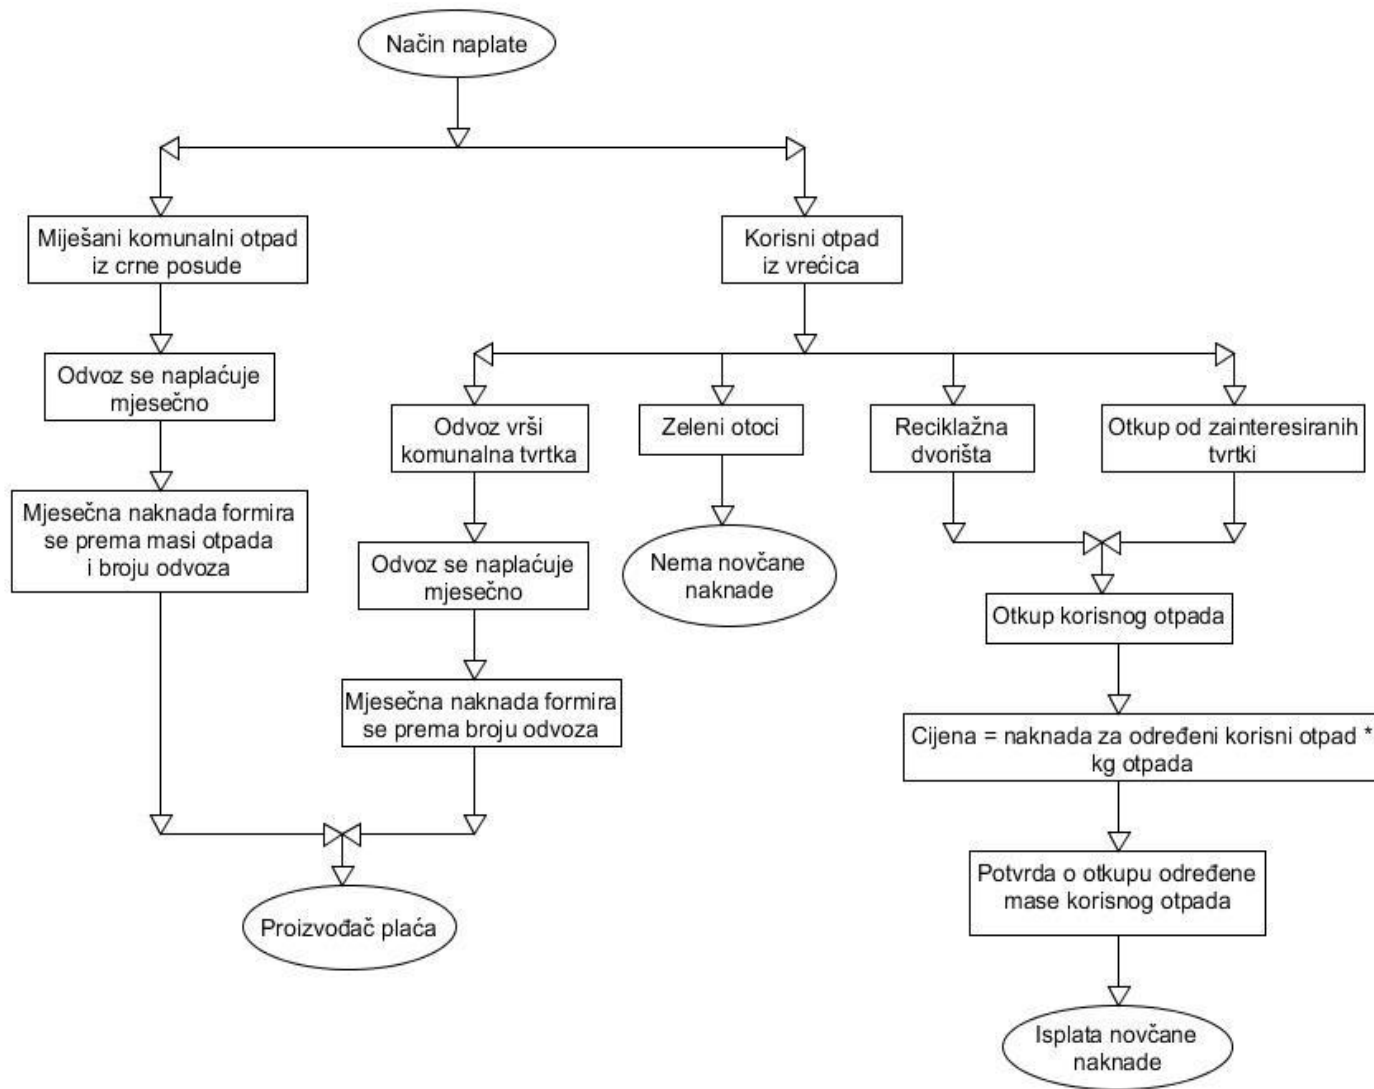 Način naplate
Miješani komunalni otpad
iz crne posude
Korisni otpad
iz vrećica
Odvoz se naplaćuje
mjesečno
Odvoz vrši
komunalna tvrtka
Zeleni otoci
Reciklažna
dvorišta
Otkup od zainteresiranih
tvrtki
Mjesečna naknada formira
se prema masi otpada
i broju odvoza
Odvoz se naplaćuje
mjesečno
Nema novčane
naknade
Otkup korisnog otpada
Mjesečna naknada formira
se prema broju odvoza
Cijena = naknada za određeni korisni otpad *
kg otpada
Proizvođač plaća
Potvrda o otkupu određene
mase korisnog otpada
Isplata novčane
naknade